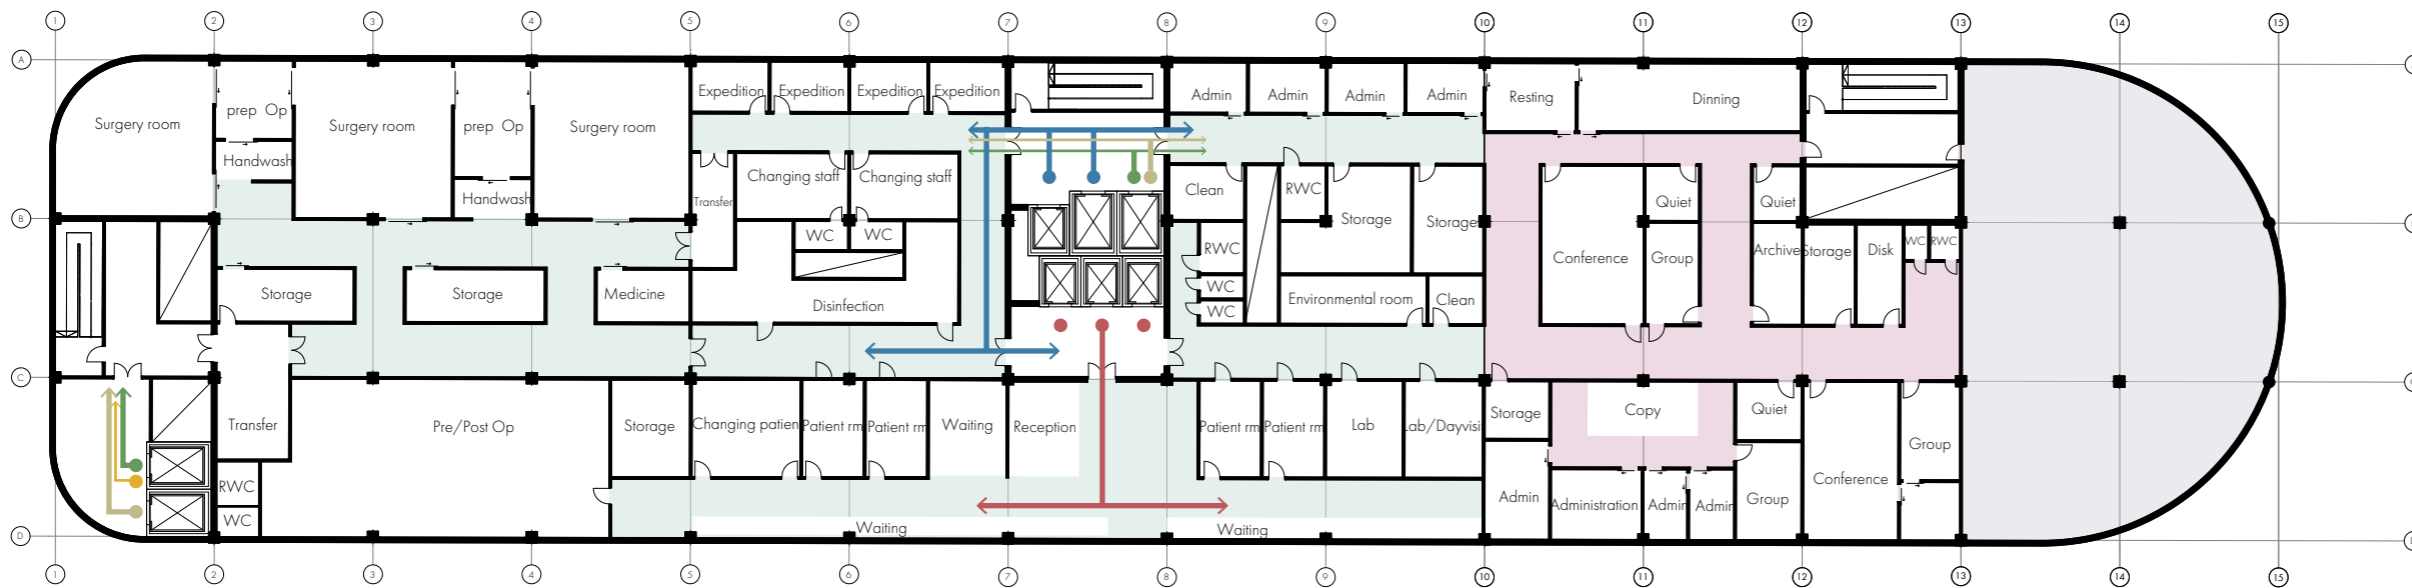 1 2 3 4 5 6 7 8 9 10 11 12 13 14 15
A
Surgery room
prep Op
Handwash
Surgery room
prep Op
Handwash
Surgery room
Expedition Expedition Expedition Expedition
Admin Admin Admin Admin
Resting
Dinning
Transfer
Changing staff Changing staff
WC WC
Disinfection
Clean
RWC
Storage
Storage
RWC
WC
WC
Environmental room
Clean
Conference
Quiet
Group
Quiet
Archive
Storage
Disk
WC RWC
B
Storage
Storage
Medicine
C
Transfer
RWC
WC
Pre/Post Op
Storage
Changing patien
Patient rm
Patient rm
Waiting
Reception
Patient rm
Patient rm
Lab
Lab/Dayvisi
Storage
Copy
Quiet
Group
Conference
Admin
Administration
Admin
Admin
Group
Waiting
Waiting
D
1 2 3 4 5 6 7 8 9 10 11 12 13 14 15